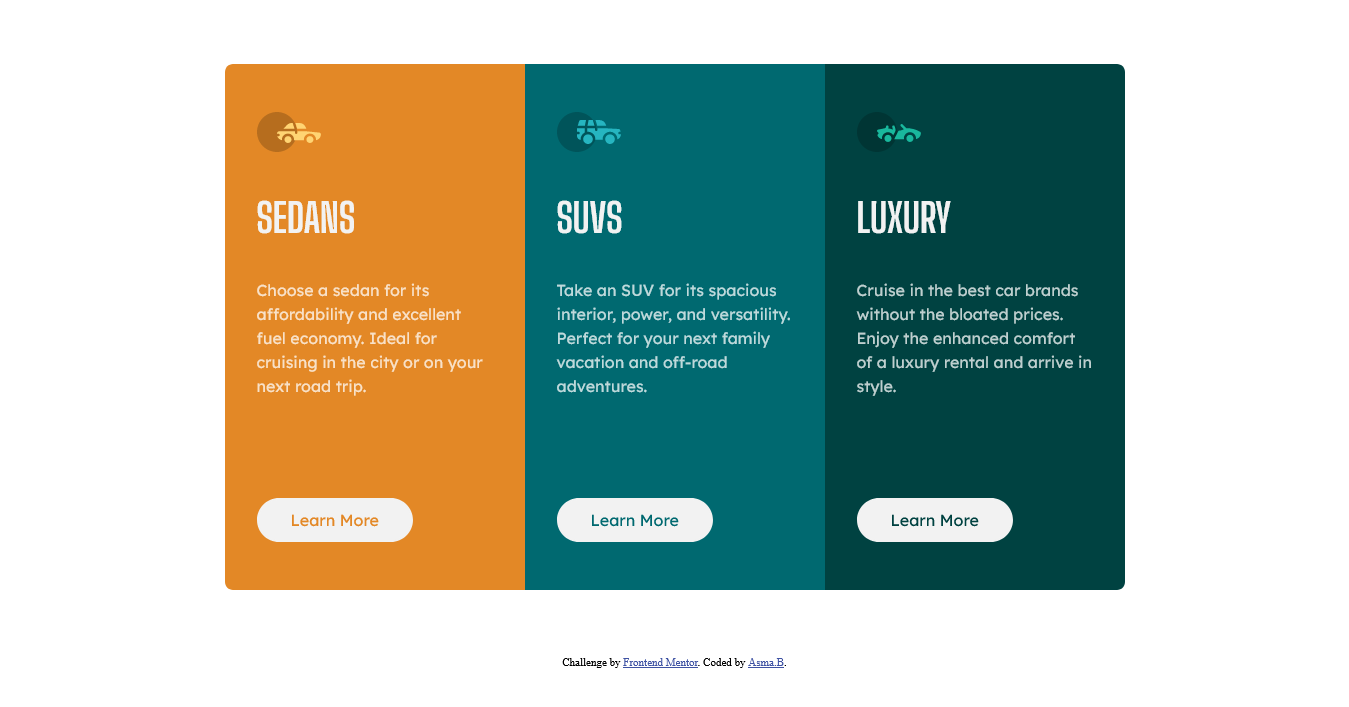 SEDANS
Choose a sedan for its
affordability and excellent
fuel economy. Ideal for
cruising in the city or on your
next road trip.
Learn More
SUVS
Take an SUV for its spacious
interior, power, and versatility.
Perfect for your next family
vacation and off-road
adventures.
Learn More
LUXURY
Cruise in the best car brands
without the bloated prices.
Enjoy the enhanced comfort
of a luxury rental and arrive in
style.
Learn More
Challenge by Frontend Mentor. Coded by Asma.B.